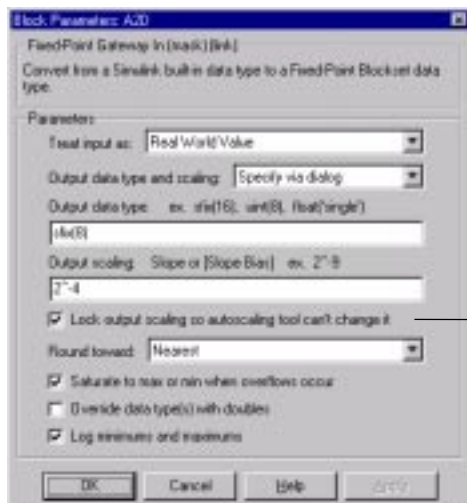 Block Parameters: A2D
Fixed-Point Gateway In (mask) (link)
Convert from a Simulink built-in data type to a Fixed-Point Blockset data
type.
Parameters
Treat input as: Real World Value
Output data type and scaling: Specify via dialog
Output data type: ex. sfix(16), uint(8), float('single')
sfix(8)
Output scaling: Slope or [Slope Bias] ex. 2^-9
2^-4
Lock output scaling so autoscaling tool can't change it
Round toward: Nearest
Saturate to max or min when overflows occur
Override data type(s) with doubles
Log minimums and maximums
OK Cancel Help Apply